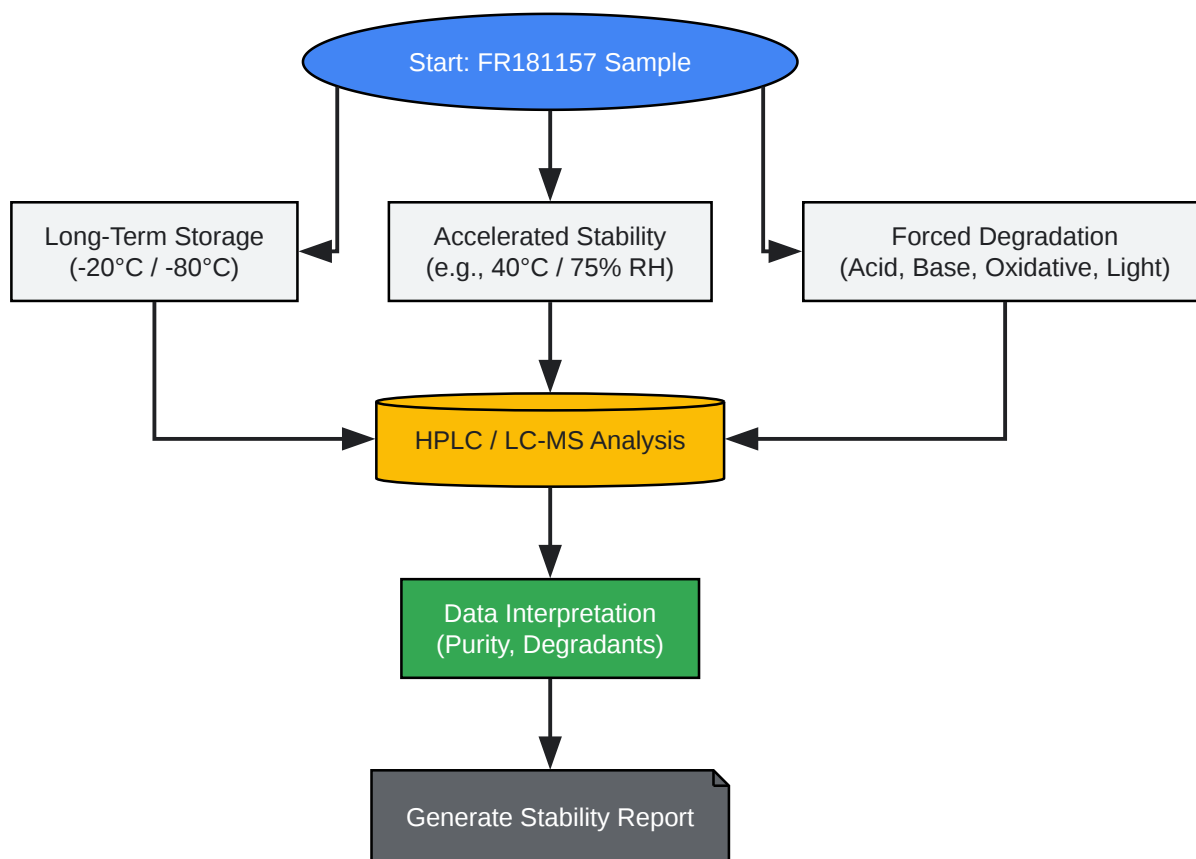 Start: FR181157 Sample
Long-Term Storage
(-20°C / -80°C)
Accelerated Stability
(e.g., 40°C / 75% RH)
Forced Degradation
(Acid, Base, Oxidative, Light)
HPLC / LC-MS Analysis
Data Interpretation
(Purity, Degradants)
Generate Stability Report